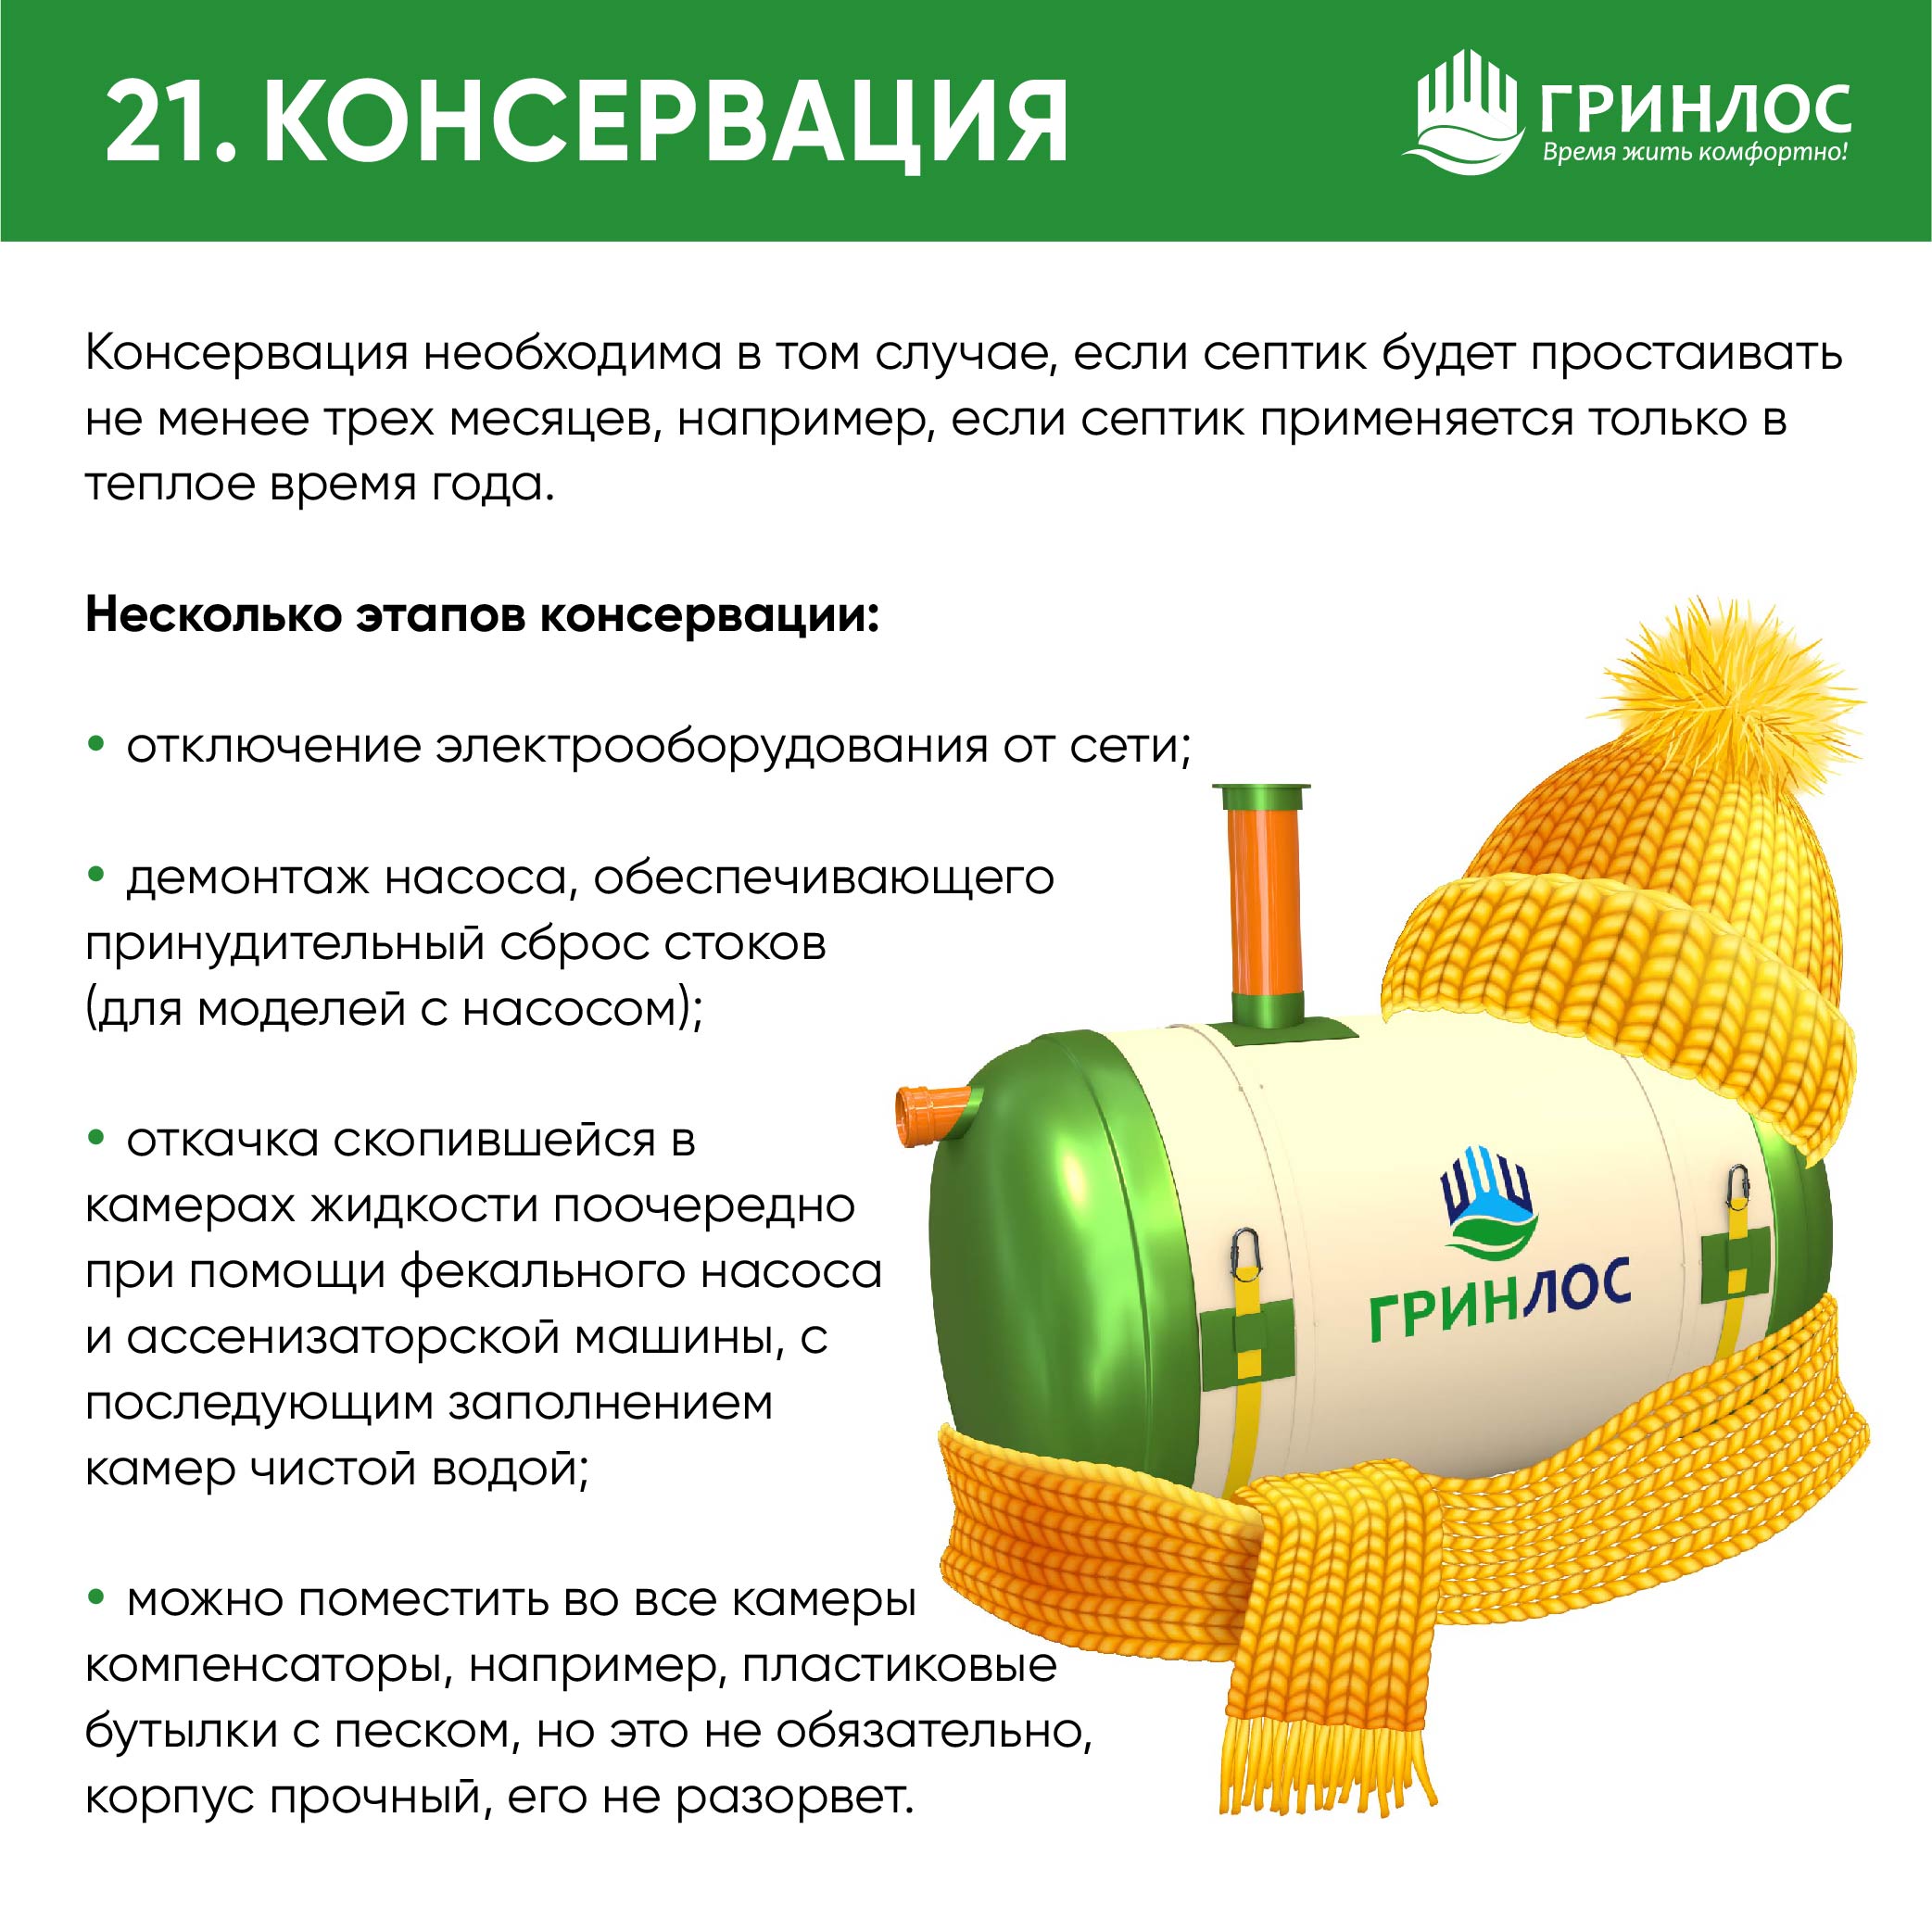 21. КОНСЕРВАЦИЯ
ГРИНЛОС
Время жить комфортно!
Консервация необходима в том случае, если септик будет простаивать
не менее трех месяцев, например, если септик применяется только в
теплое время года.
Несколько этапов консервации:
• отключение электрооборудования от сети;
• демонтаж насоса, обеспечивающего
принудительный сброс стоков
(для моделей с насосом);
• откачка скопившейся в
камерах жидкости поочередно
при помощи фекального насоса
и ассенизаторской машины, с
последующим заполнением
камер чистой водой;
• можно поместить во все камеры
компенсаторы, например, пластиковые
бутылки с песком, но это не обязательно,
корпус прочный, его не разорвет.
ГРИНЛОС